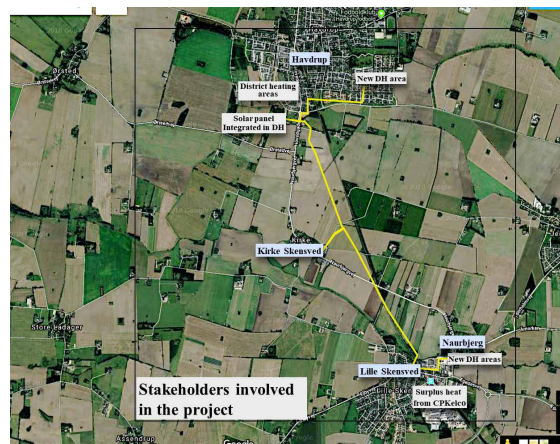 Havdrup
District heating
areas
New DH area
Solar panel
Integrated in DH
Ørsted
Kirke
Kirke Skensved
Store Ladager
Naurbjerg
New DH areas
Lille Skensved
Surplus heat
from CPKelco
Stakeholders involved
in the project
Assendrup
Google